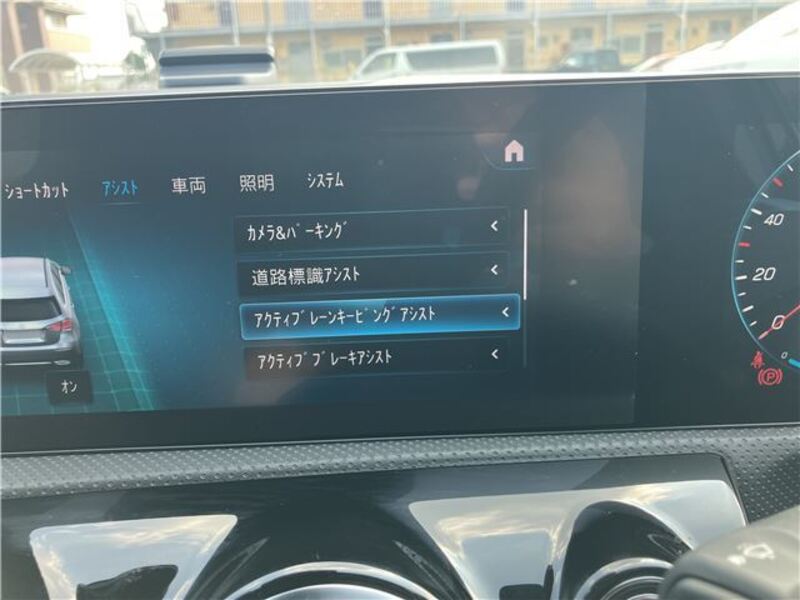 ショートカット アシスト 車両 照明 システム
カメラ&パーキング
道路標識アシスト
アクティブレーンキーピングアシスト
アクティブブレーキアシスト
オン
40
20
0
0
P